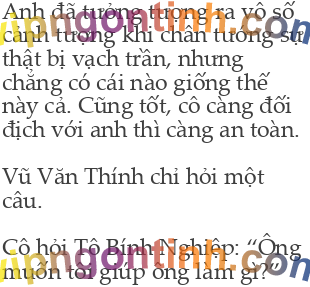 Anh đã tưởng tượng ra vô số
cảnh tượng khi chân tướng sự
thật bị vạch trần, nhưng
chẳng có cái nào giống thế
này cả. Cũng tốt, cô càng đối
địch với anh thì càng an toàn.
Vũ Văn Thính chỉ hỏi một
câu.
Cô hỏi Tô Bính Nghiệp: “Ông
muốn tôi giúp ông làm gì?”